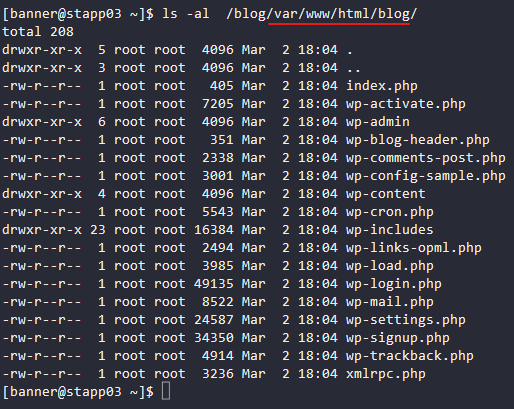 [banner@stapp03 ~]$ ls -al  /blog/var/www/html/blog/
total 208
drwxr-xr-x  5 root root  4096 Mar  2 18:04 .
drwxr-xr-x  3 root root  4096 Mar  2 18:04 ..
-rw-r--r--  1 root root   405 Mar  2 18:04 index.php
-rw-r--r--  1 root root  7205 Mar  2 18:04 wp-activate.php
drwxr-xr-x  6 root root  4096 Mar  2 18:04 wp-admin
-rw-r--r--  1 root root   351 Mar  2 18:04 wp-blog-header.php
-rw-r--r--  1 root root  2338 Mar  2 18:04 wp-comments-post.php
-rw-r--r--  1 root root  3001 Mar  2 18:04 wp-config-sample.php
drwxr-xr-x  4 root root  4096 Mar  2 18:04 wp-content
-rw-r--r--  1 root root  5543 Mar  2 18:04 wp-cron.php
drwxr-xr-x 23 root root 16384 Mar  2 18:04 wp-includes
-rw-r--r--  1 root root  2494 Mar  2 18:04 wp-links-opml.php
-rw-r--r--  1 root root  3985 Mar  2 18:04 wp-load.php
-rw-r--r--  1 root root 49135 Mar  2 18:04 wp-login.php
-rw-r--r--  1 root root  8522 Mar  2 18:04 wp-mail.php
-rw-r--r--  1 root root 24587 Mar  2 18:04 wp-settings.php
-rw-r--r--  1 root root 34350 Mar  2 18:04 wp-signup.php
-rw-r--r--  1 root root  4914 Mar  2 18:04 wp-trackback.php
-rw-r--r--  1 root root  3236 Mar  2 18:04 xmlrpc.php
[banner@stapp03 ~]$